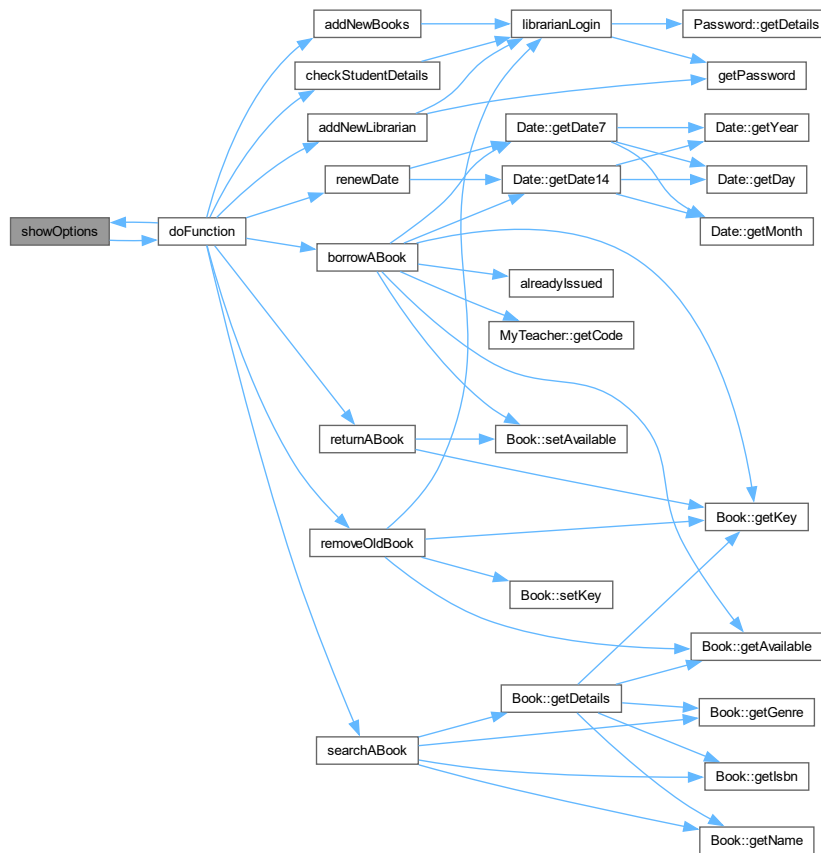 addNewBooks
librarianLogin
Password::getDetails
checkStudentDetails
getPassword
addNewLibrarian
Date::getDate7
Date::getYear
renewDate
Date::getDate14
Date::getDay
showOptions
doFunction
Date::getMonth
borrowABook
alreadyIssued
MyTeacher::getCode
returnABook
Book::setAvailable
Book::getKey
removeOldBook
Book::setKey
Book::getAvailable
Book::getDetails
Book::getGenre
searchABook
Book::getIsbn
Book::getName